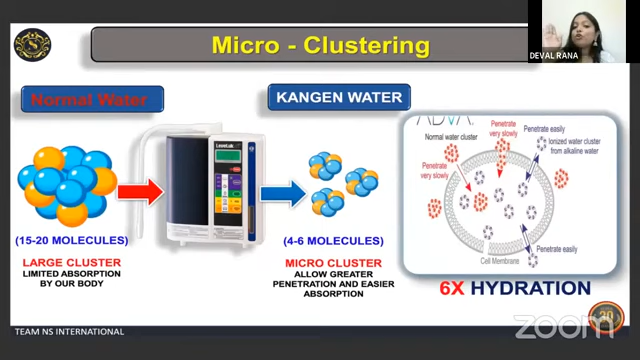 Micro - Clustering
DEVAL RANA
Normal Water
KANGEN WATER
LeveLuk
(15-20 MOLECULES)
LARGE CLUSTER
LIMITED ABSORPTION
BY OUR BODY
(4-6 MOLECULES)
MICRO CLUSTER
ALLOW GREATER
PENETRATION AND EASIER
ABSORPTION
Normal water cluster
Penetrate
very slowly
Penetrate easily
Ionized water cluster
from alkaline water
Penetrate
very slowly
Cell Membrane
Penetrate
easily
6X HYDRATION
TEAM NS INTERNATIONAL
20
zoom